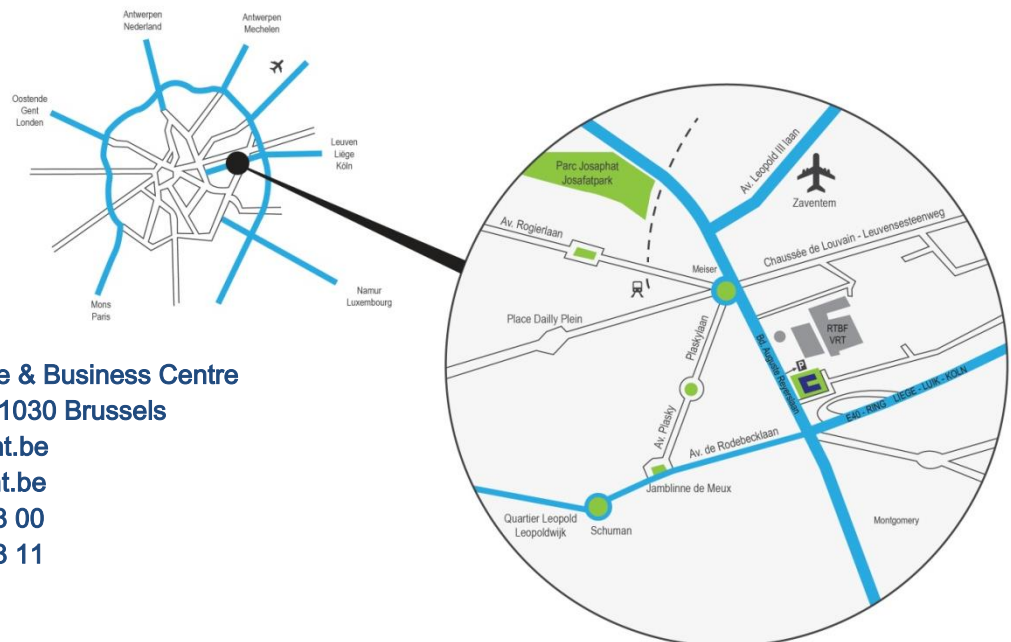 Antwerpen
Nederland
Antwerpen
Mechelen
Oostende
Gent
Londen
Leuven
Liège
Köln
Namur
Luxembourg
Mons
Paris
Parc Josaphat
Josafatpark
Av. Leopold III laan
Zaventem
Av. Rogierlaan
Chaussée de Louvain - Leuvensesteenweg
Meiser
Place Dailly Plein
Plaskylaan
Bd. Auguste Reyerslaan
RTBF
VRT
P
E40 - RING LIEGE - LUIK - KOLN
Av. Plasky
Av. de Rodebecklaan
Jamblinne de Meux
Quartier Leopold
Leopoldwijk
Schuman
Montgomery
e & Business Centre
1030 Brussels
nt.be
nt.be
3 00
3 11